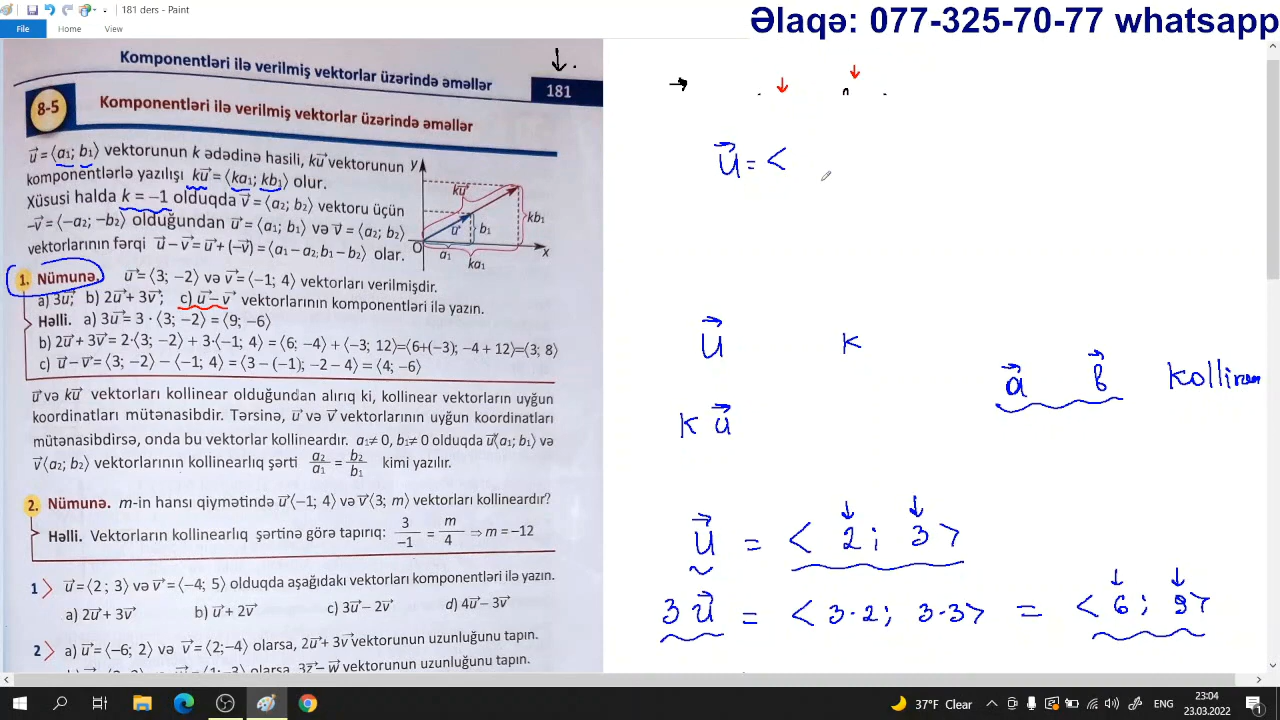 181 ders - Paint
File Home View
Əlaqə: 077-325-70-77 whatsapp
Komponentləri ilə verilmiş vektorlar üzərində əməllər
181
8-5 Komponentləri ilə verilmiş vektorlar üzərində əməllər
u⃗ = ⟨a₁; b₁⟩ vektorunun k ədədinə hasili, ku⃗ vektorunun
komponentlərlə yazılışı ku⃗ = ⟨ka₁; kb₁⟩ olur.
Xüsusi halda k = −1 olduqda v⃗ = ⟨a₂; b₂⟩ vektoru üçün
−v⃗ = ⟨−a₂; −b₂⟩ olduğundan u⃗ = ⟨a₁; b₁⟩ və v⃗ = ⟨a₂; b₂⟩
vektorlarının fərqi u⃗ − v⃗ = u⃗ + (−v⃗) = ⟨a₁ − a₂; b₁ − b₂⟩ olar.
y
ku⃗
u⃗
b₁
kb₁
O
a₁
x
ka₁
1. Nümunə. u⃗ = ⟨3; −2⟩ və v⃗ = ⟨−1; 4⟩ vektorları verilmişdir.
a) 3u⃗; b) 2u⃗ + 3v⃗; c) u⃗ − v⃗ vektorlarının komponentləri ilə yazın.
Həlli. a) 3u⃗ = 3 · ⟨3; −2⟩ = ⟨9; −6⟩
b) 2u⃗ + 3v⃗ = 2·⟨3; −2⟩ + 3·⟨−1; 4⟩ = ⟨6; −4⟩ + ⟨−3; 12⟩=⟨6+(−3); −4 + 12⟩=⟨3; 8⟩
c) u⃗ − v⃗ = ⟨3; −2⟩ − ⟨−1; 4⟩ = ⟨3 − (−1); −2 − 4⟩ = ⟨4; −6⟩
u⃗ və ku⃗ vektorları kollinear olduğundan alırıq ki, kollinear vektorların uyğun
koordinatları mütənasibdir. Tərsinə, u⃗ və v⃗ vektorlarının uyğun koordinatları
mütənasibdirsə, onda bu vektorlar kollineardır. a₁≠ 0, b₁≠ 0 olduqda u⃗⟨a₁; b₁⟩ və
v⃗⟨a₂; b₂⟩ vektorlarının kollinearlıq şərti a₂/a₁ = b₂/b₁ kimi yazılır.
2. Nümunə. m-in hansı qiymətində u⃗⟨−1; 4⟩ və v⃗⟨3; m⟩ vektorları kollineardır?
Həlli. Vektorların kollinearlıq şərtinə görə tapırıq: 3/−1 = m/4 ⇒ m = −12
1 > u⃗ = ⟨2 ; 3⟩ və v⃗ = ⟨−4; 5⟩ olduqda aşağıdakı vektorları komponentləri ilə yazın.
a) 2u⃗ + 3v⃗ b) u⃗ + 2v⃗ c) 3u⃗ − 2v⃗ d) 4u⃗ − 3v⃗
2 > a) u⃗ = ⟨−6; 2⟩ və v⃗ = ⟨2;−4⟩ olarsa, 2u⃗ + 3v⃗ vektorunun uzunluğunu tapın.
olarsa, 3z⃗ − w⃗ vektorunun uzunluğunu tapın.
u⃗ = <
u⃗ k
a⃗ b⃗ kollinear
k u⃗
u⃗ = < 2 ; 3 >
3 u⃗ = < 3·2 ; 3·3 > = < 6 ; 9 >
37°F Clear ENG 23:04
23.03.2022